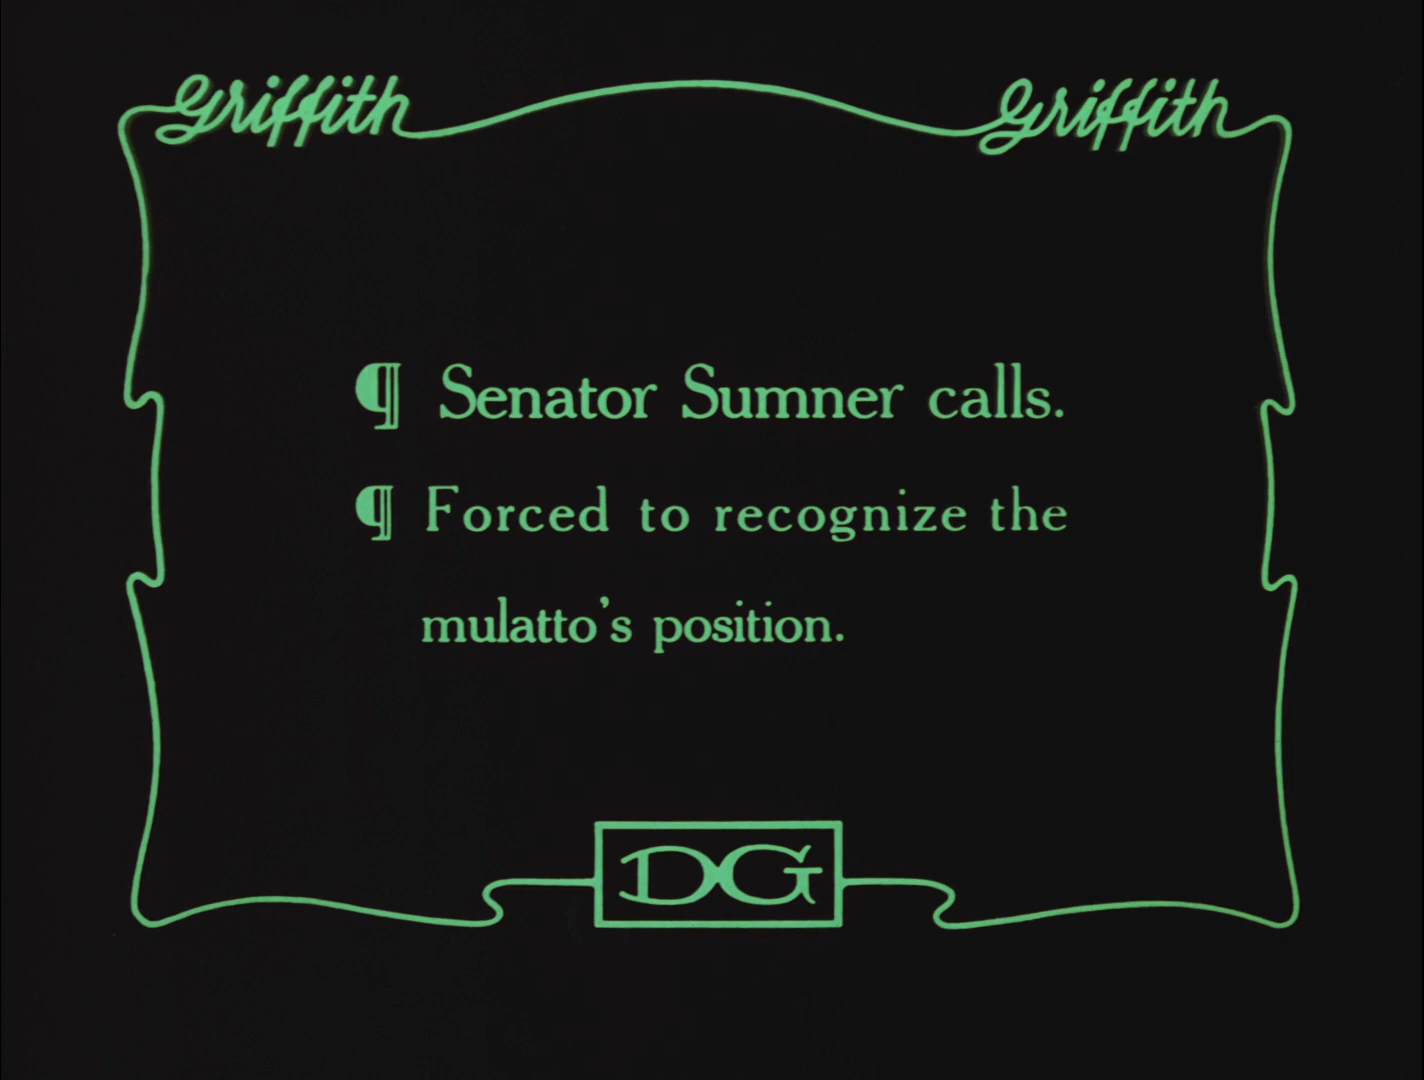 Griffith Griffith
¶ Senator Sumner calls.
¶ Forced to recognize the
mulatto's position.
DG